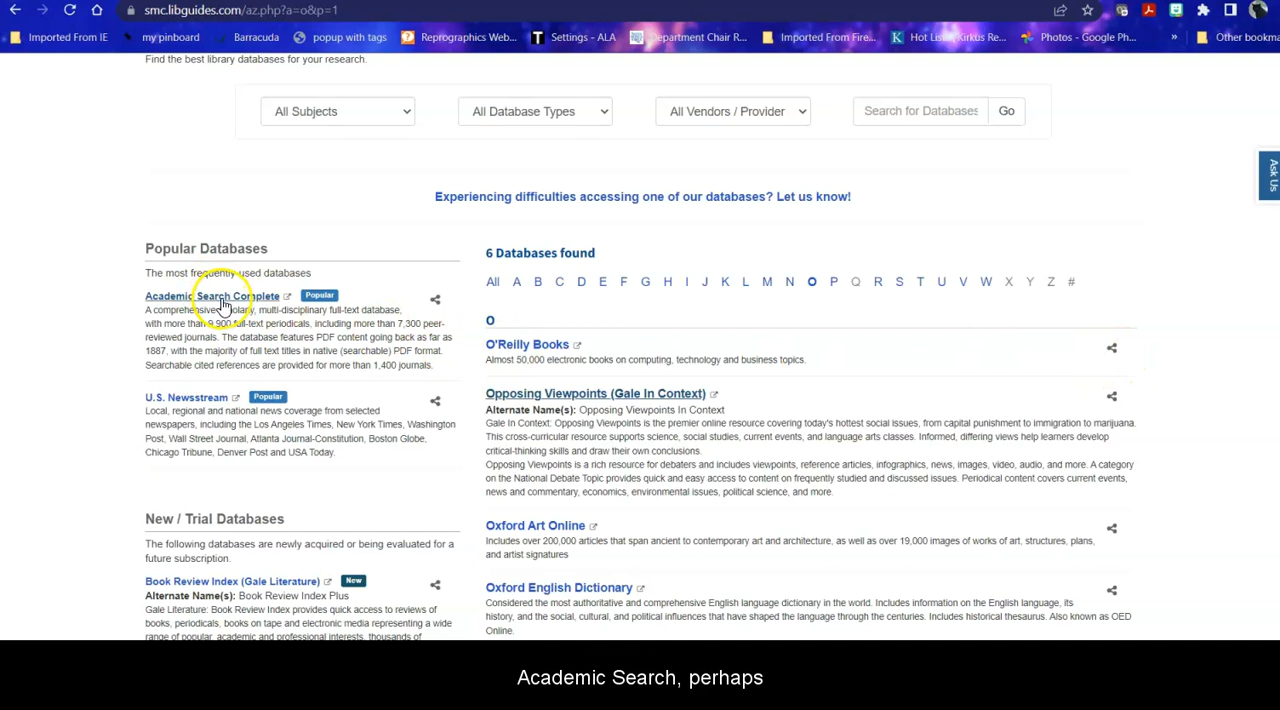 smc.libguides.com/az.php?a=o&p=1
Imported From IE
my pinboard
Barracuda
popup with tags
Reprographics Web...
Settings - ALA
Department Chair R...
Imported From Fire...
Hot List | Kirkus Re...
Photos - Google Ph...
»
Other bookma
Find the best library databases for your research.
All Subjects
All Database Types
All Vendors / Provider
Search for Databases
Go
Ask Us
Experiencing difficulties accessing one of our databases? Let us know!
Popular Databases
The most frequently used databases
Academic Search Complete Popular
A comprehensive, scholarly, multi-disciplinary full-text database,
with more than 9,900 full-text periodicals, including more than 7,300 peer-
reviewed journals. The database features PDF content going back as far as
1887, with the majority of full text titles in native (searchable) PDF format.
Searchable cited references are provided for more than 1,400 journals.
U.S. Newsstream Popular
Local, regional and national news coverage from selected
newspapers, including the Los Angeles Times, New York Times, Washington
Post, Wall Street Journal, Atlanta Journal-Constitution, Boston Globe,
Chicago Tribune, Denver Post and USA Today.
New / Trial Databases
The following databases are newly acquired or being evaluated for a
future subscription.
Book Review Index (Gale Literature) New
Alternate Name(s): Book Review Index Plus
Gale Literature: Book Review Index provides quick access to reviews of
books, periodicals, books on tape and electronic media representing a wide
range of popular, academic and professional interests, thousands of
6 Databases found
All A B C D E F G H I J K L M N O P Q R S T U V W X Y Z #
O
O'Reilly Books
Almost 50,000 electronic books on computing, technology and business topics.
Opposing Viewpoints (Gale In Context)
Alternate Name(s): Opposing Viewpoints In Context
Gale In Context: Opposing Viewpoints is the premier online resource covering today's hottest social issues, from capital punishment to immigration to marijuana.
This cross-curricular resource supports science, social studies, current events, and language arts classes. Informed, differing views help learners develop
critical-thinking skills and draw their own conclusions.
Opposing Viewpoints is a rich resource for debaters and includes viewpoints, reference articles, infographics, news, images, video, audio, and more. A category
on the National Debate Topic provides quick and easy access to content on frequently studied and discussed issues. Periodical content covers current events,
news and commentary, economics, environmental issues, political science, and more.
Oxford Art Online
Includes over 200,000 articles that span ancient to contemporary art and architecture, as well as over 19,000 images of works of art, structures, plans,
and artist signatures
Oxford English Dictionary
Considered the most authoritative and comprehensive English language dictionary in the world. Includes information on the English language, its
history, and the social, cultural, and political influences that have shaped the language through the centuries. Includes historical thesaurus. Also known as OED
Online.
Academic Search, perhaps